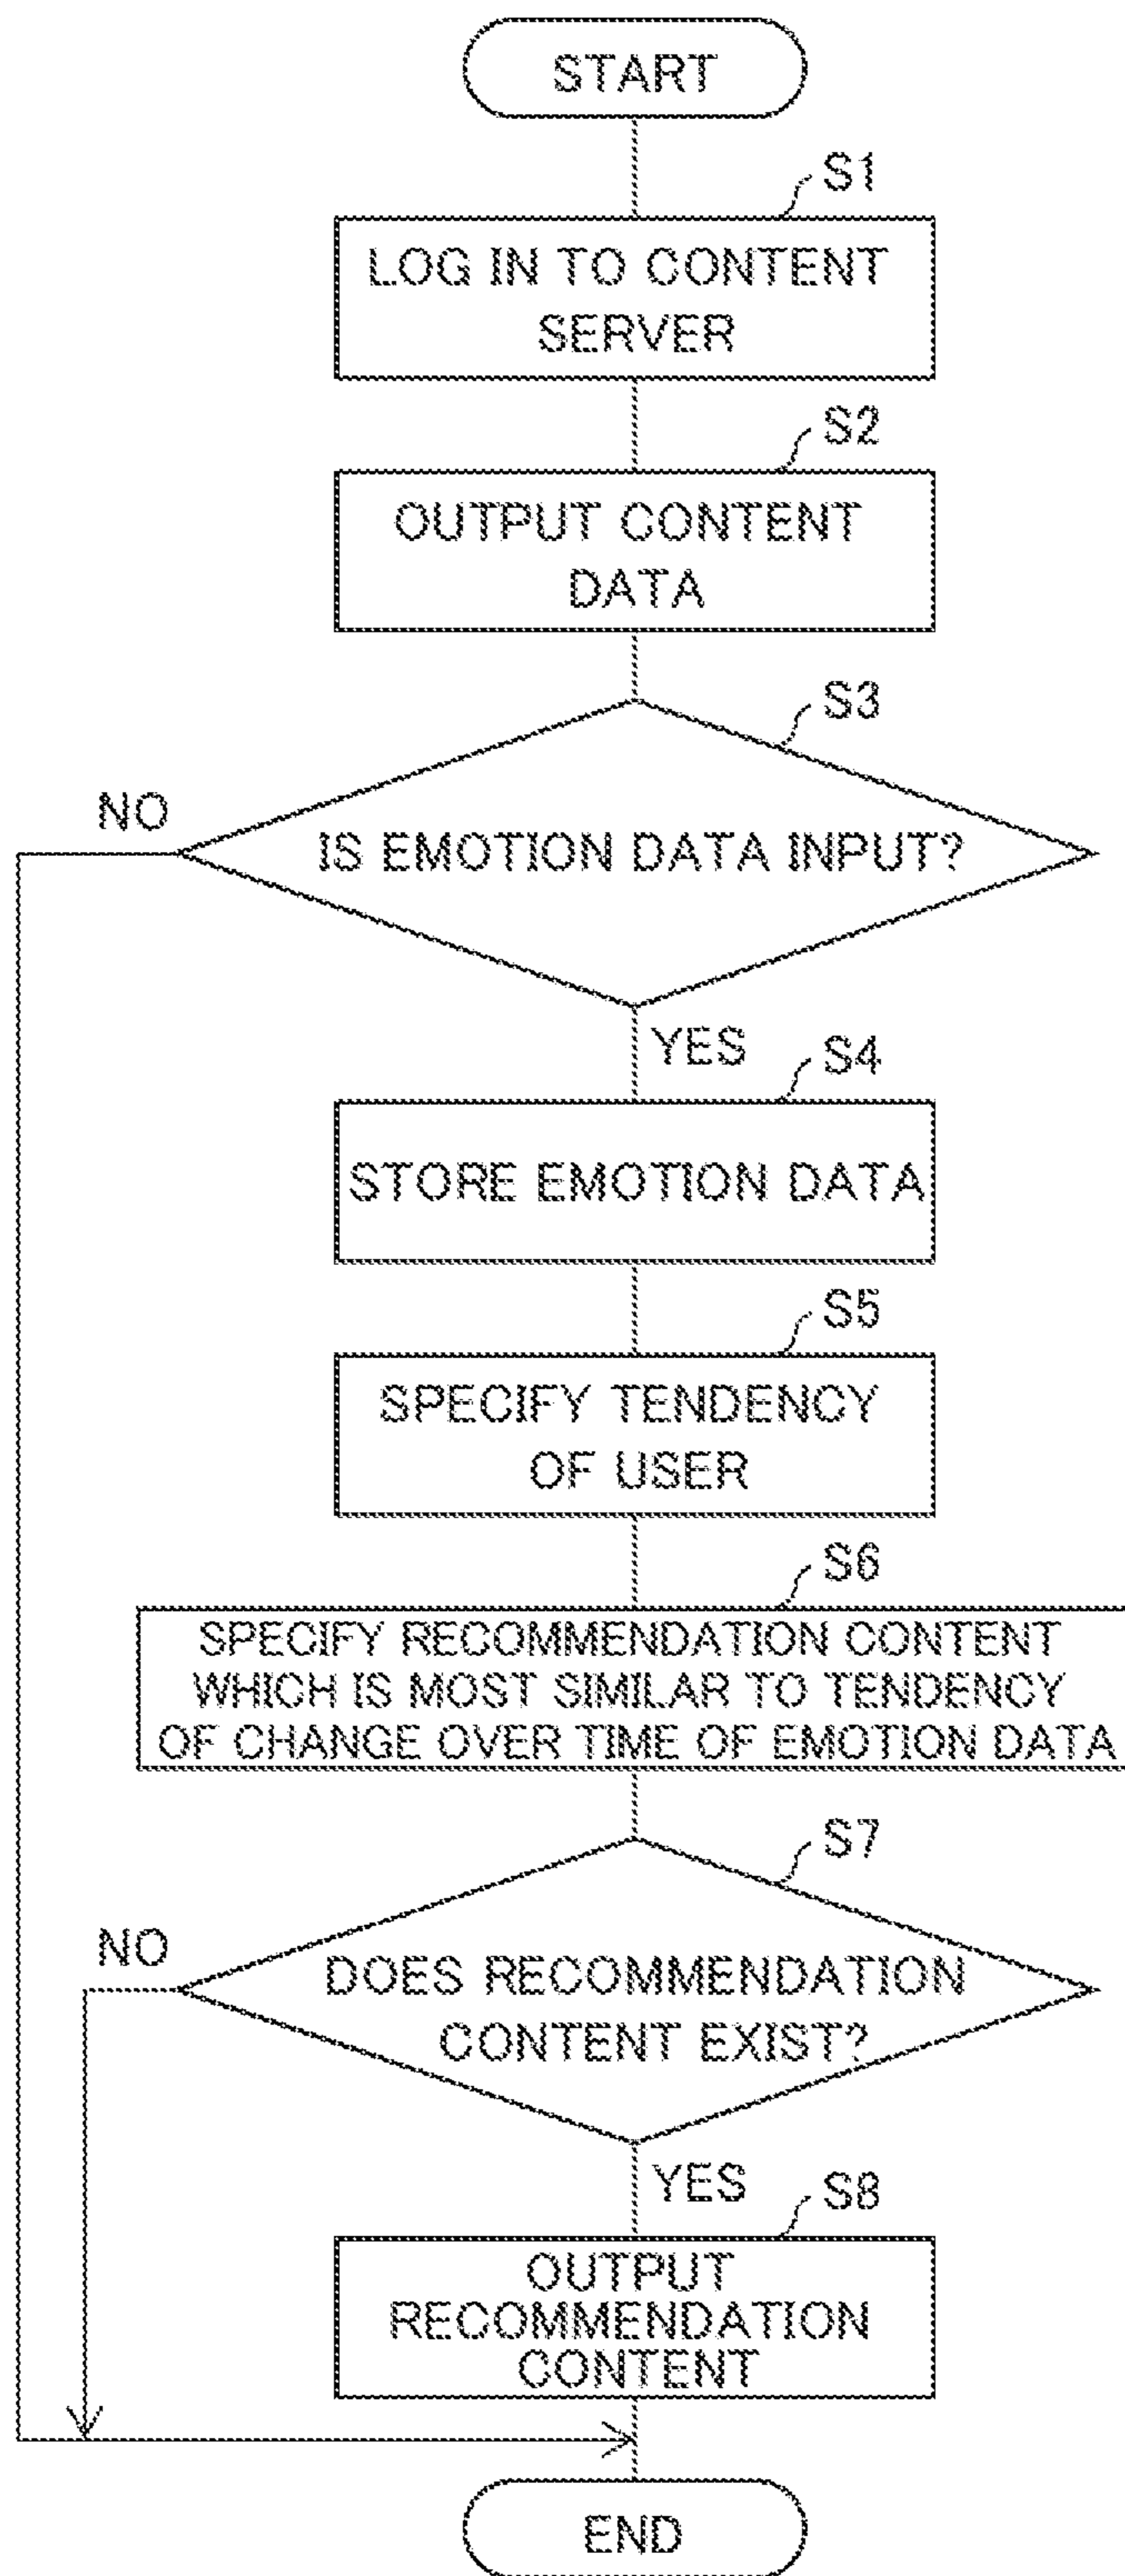 START
S1
LOG IN TO CONTENT
SERVER
S2
OUTPUT CONTENT
DATA
S3
NO
IS EMOTION DATA INPUT?
YES
S4
STORE EMOTION DATA
S5
SPECIFY TENDENCY
OF USER
S6
SPECIFY RECOMMENDATION CONTENT
WHICH IS MOST SIMILAR TO TENDENCY
OF CHANGE OVER TIME OF EMOTION DATA
S7
NO
DOES RECOMMENDATION
CONTENT EXIST?
YES
S8
OUTPUT
RECOMMENDATION
CONTENT
END